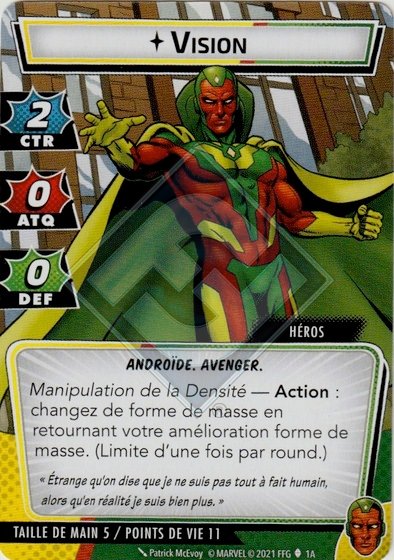 VISION
2
CTR
0
ATQ
0
DEF
HÉROS
ANDROÏDE. AVENGER.
Manipulation de la Densité — Action :
changez de forme de masse en
retournant votre amélioration forme de
masse. (Limite d'une fois par round.)
« Étrange qu'on dise que je ne suis pas tout à fait humain,
alors qu'en réalité je suis bien plus. »
TAILLE DE MAIN 5 / POINTS DE VIE 11
Patrick McEvoy © MARVEL © 2021 FFG 1A